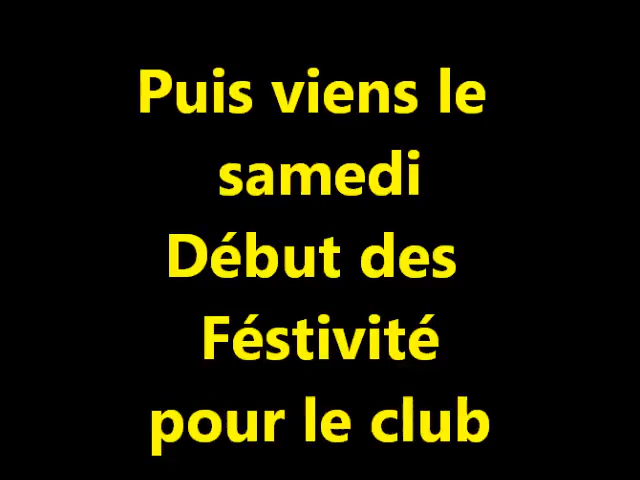 Puis viens le
samedi
Début des
Féstivité
pour le club